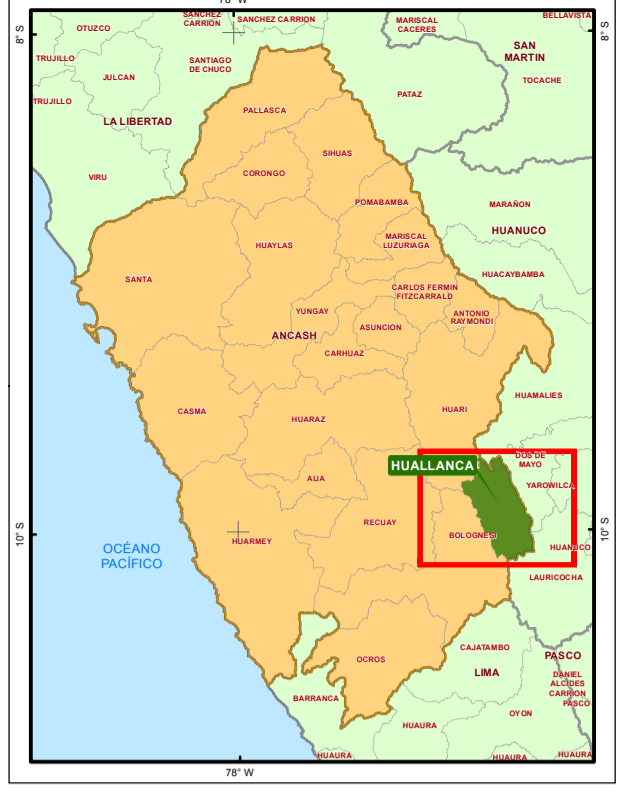 78° W
SANCHEZ
CARRIÓN
SANCHEZ CARRION
MARISCAL
CACERES
BELLAVISTA
8° S
8° S
OTUZCO
SAN
MARTIN
TRUJILLO
SANTIAGO
DE CHUCO
JULCAN
TOCACHE
TRUJILLO
PATAZ
LA LIBERTAD
PALLASCA
SIHUAS
CORONGO
VIRU
POMABAMBA
MARAÑON
HUANUCO
MARISCAL
LUZURIAGA
HUAYLAS
HUACAYBAMBA
SANTA
CARLOS FERMIN
FITZCARRALD
YUNGAY
ANTONIO
RAYMONDI
ASUNCION
ANCASH
CARHUAZ
HUAMALIES
CASMA
HUARI
HUARAZ
DOS DE
MAYO
HUALLANCA
AIJA
YAROWILCA
RECUAY
10° S
10° S
HUARMEY
BOLOGNESI
HUANUCO
OCÉANO
PACÍFICO
LAURICOCHA
CAJATAMBO
PASCO
OCROS
LIMA
DANIEL
ALCIDES
CARRION
PASCO
BARRANCA
OYON
HUAURA
HUAURA
HUAURA
HUAURA
78° W